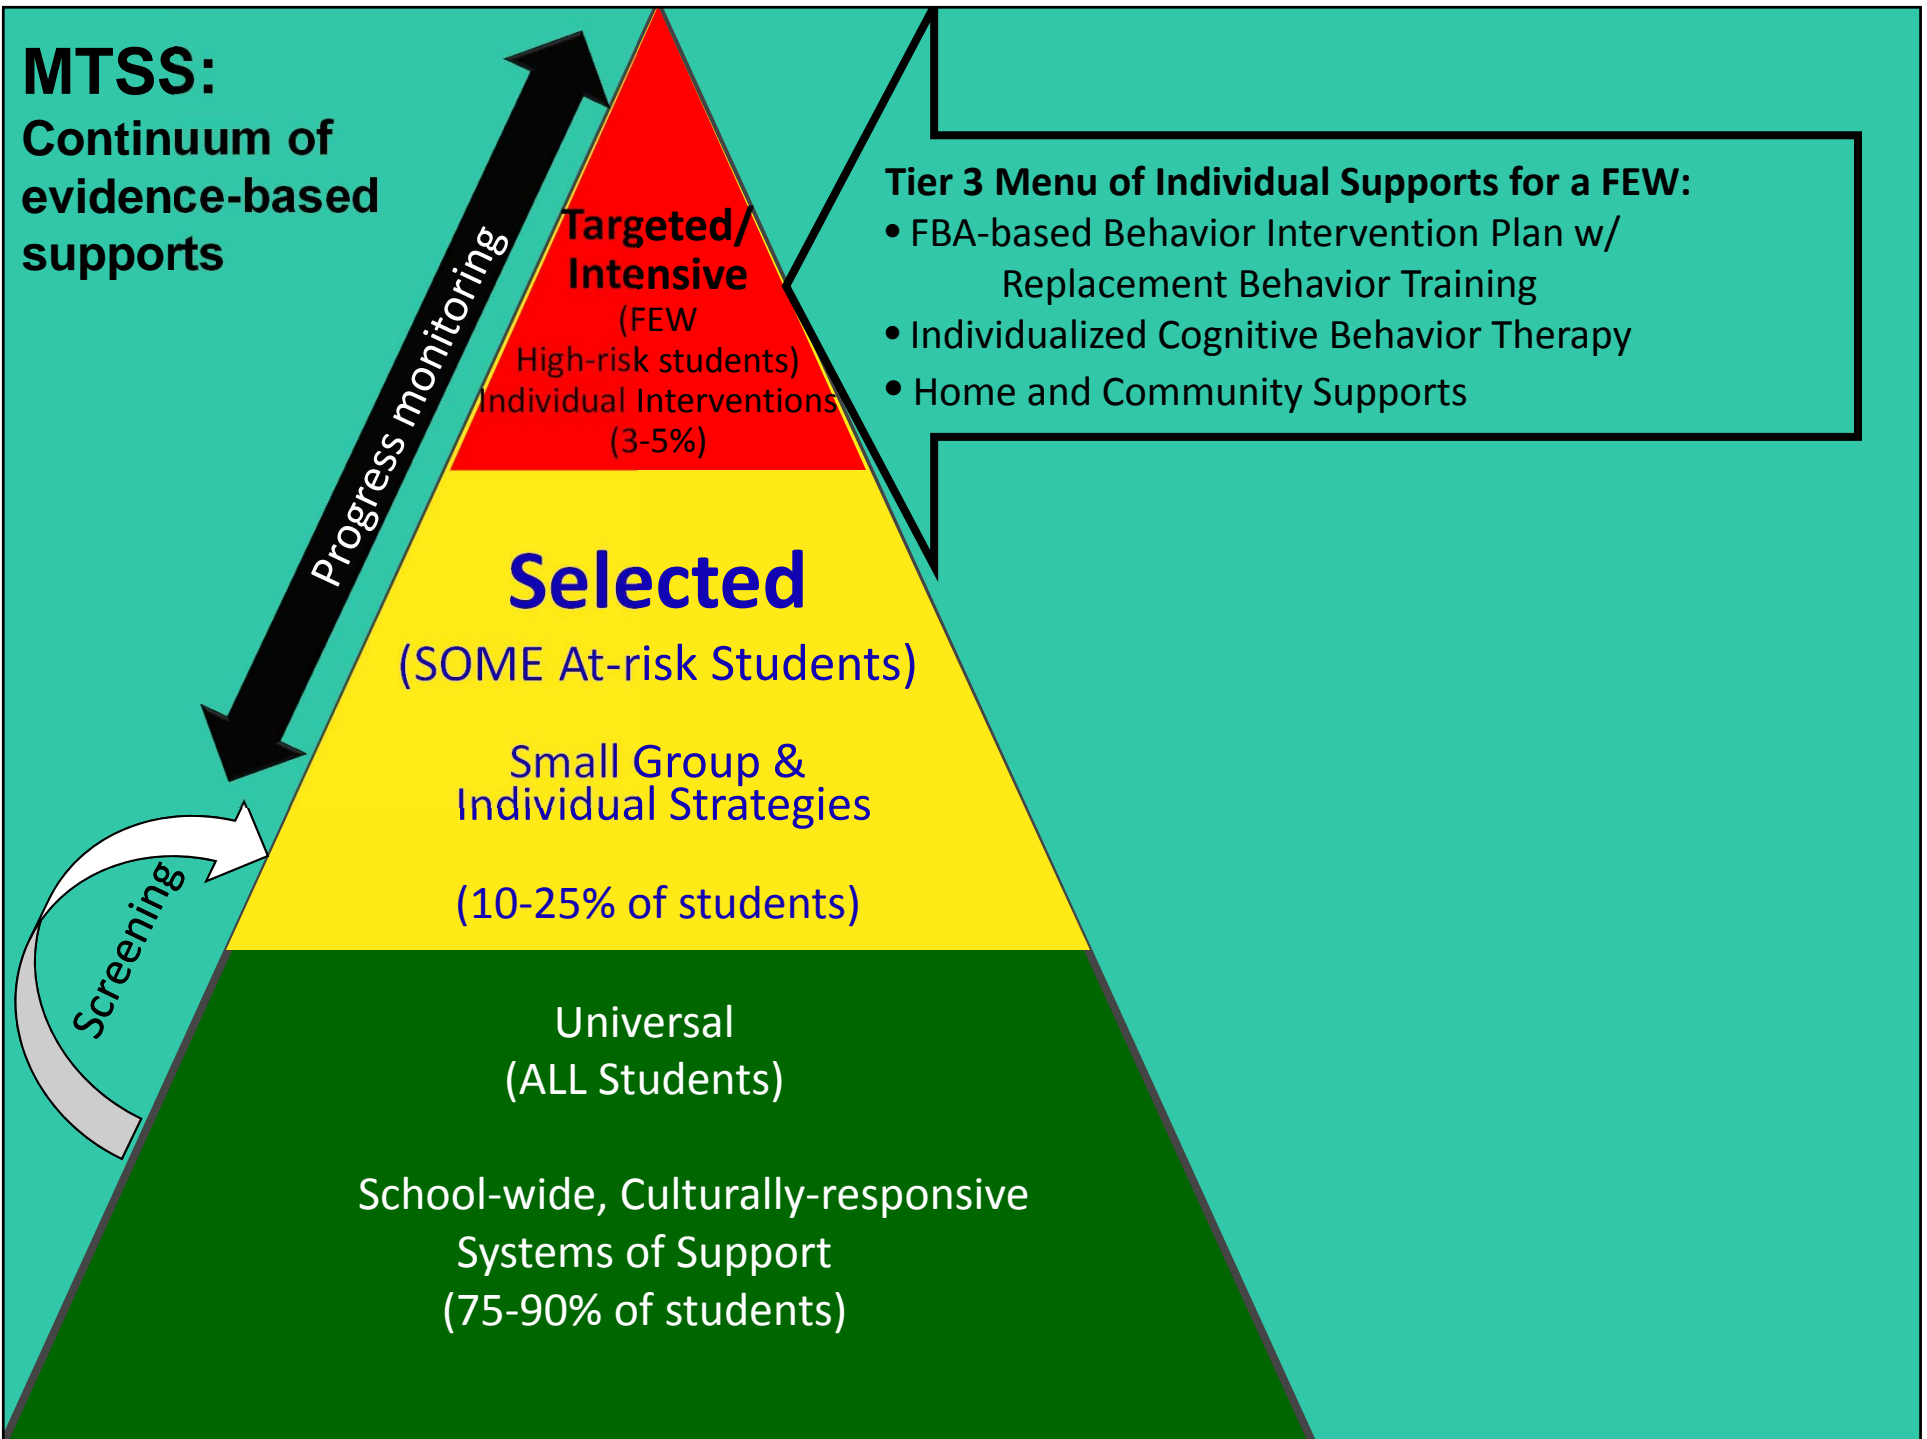 MTSS:
Continuum of
evidence-based
supports
Progress monitoring
Screening
Targeted/
Intensive
(FEW
High-risk students)
Individual Interventions
(3-5%)
Tier 3 Menu of Individual Supports for a FEW:
• FBA-based Behavior Intervention Plan w/
Replacement Behavior Training
• Individualized Cognitive Behavior Therapy
• Home and Community Supports
Selected
(SOME At-risk Students)
Small Group &
Individual Strategies
(10-25% of students)
Universal
(ALL Students)
School-wide, Culturally-responsive
Systems of Support
(75-90% of students)